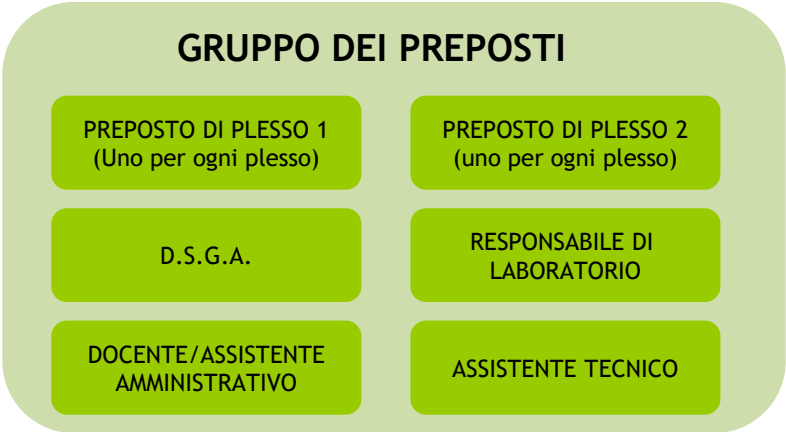 GRUPPO DEI PREPOSTI
PREPOSTO DI PLESSO 1
(Uno per ogni plesso)
PREPOSTO DI PLESSO 2
(uno per ogni plesso)
D.S.G.A.
RESPONSABILE DI
LABORATORIO
DOCENTE/ASSISTENTE
AMMINISTRATIVO
ASSISTENTE TECNICO